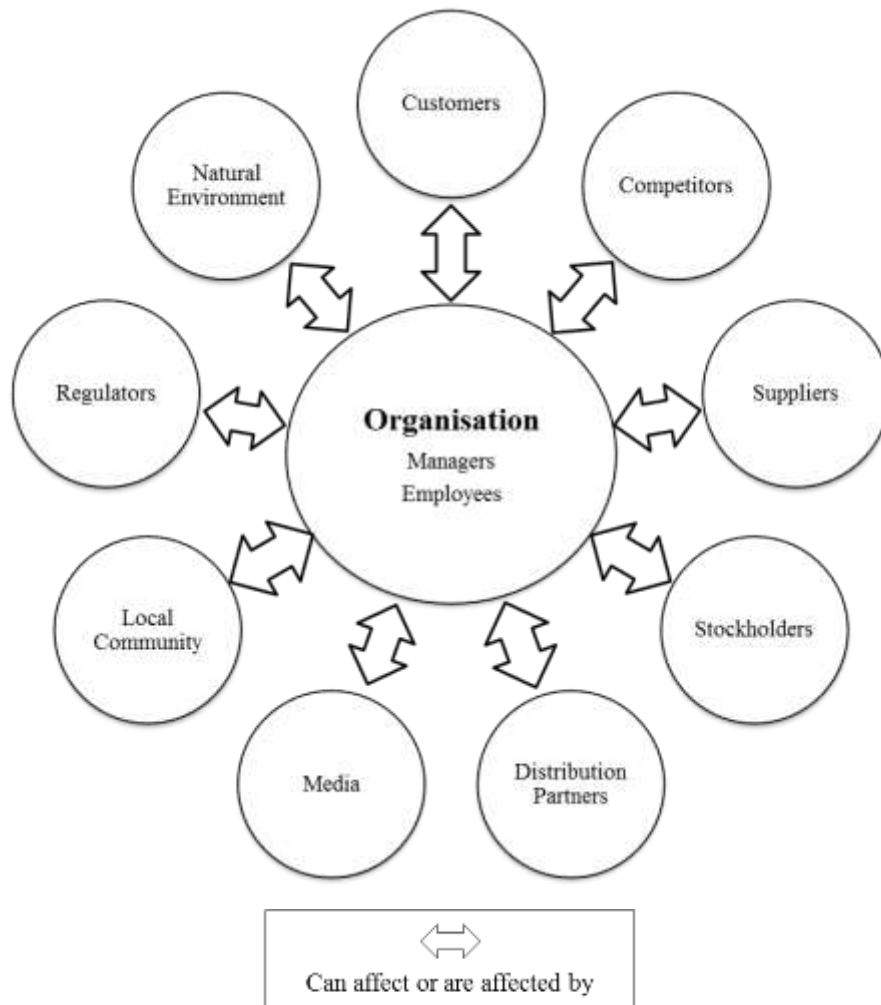 Customers
Natural
Environment
Competitors
Regulators
Suppliers
Organisation
Managers
Employees
Local
Community
Stockholders
Media
Distribution
Partners
Can affect or are affected by